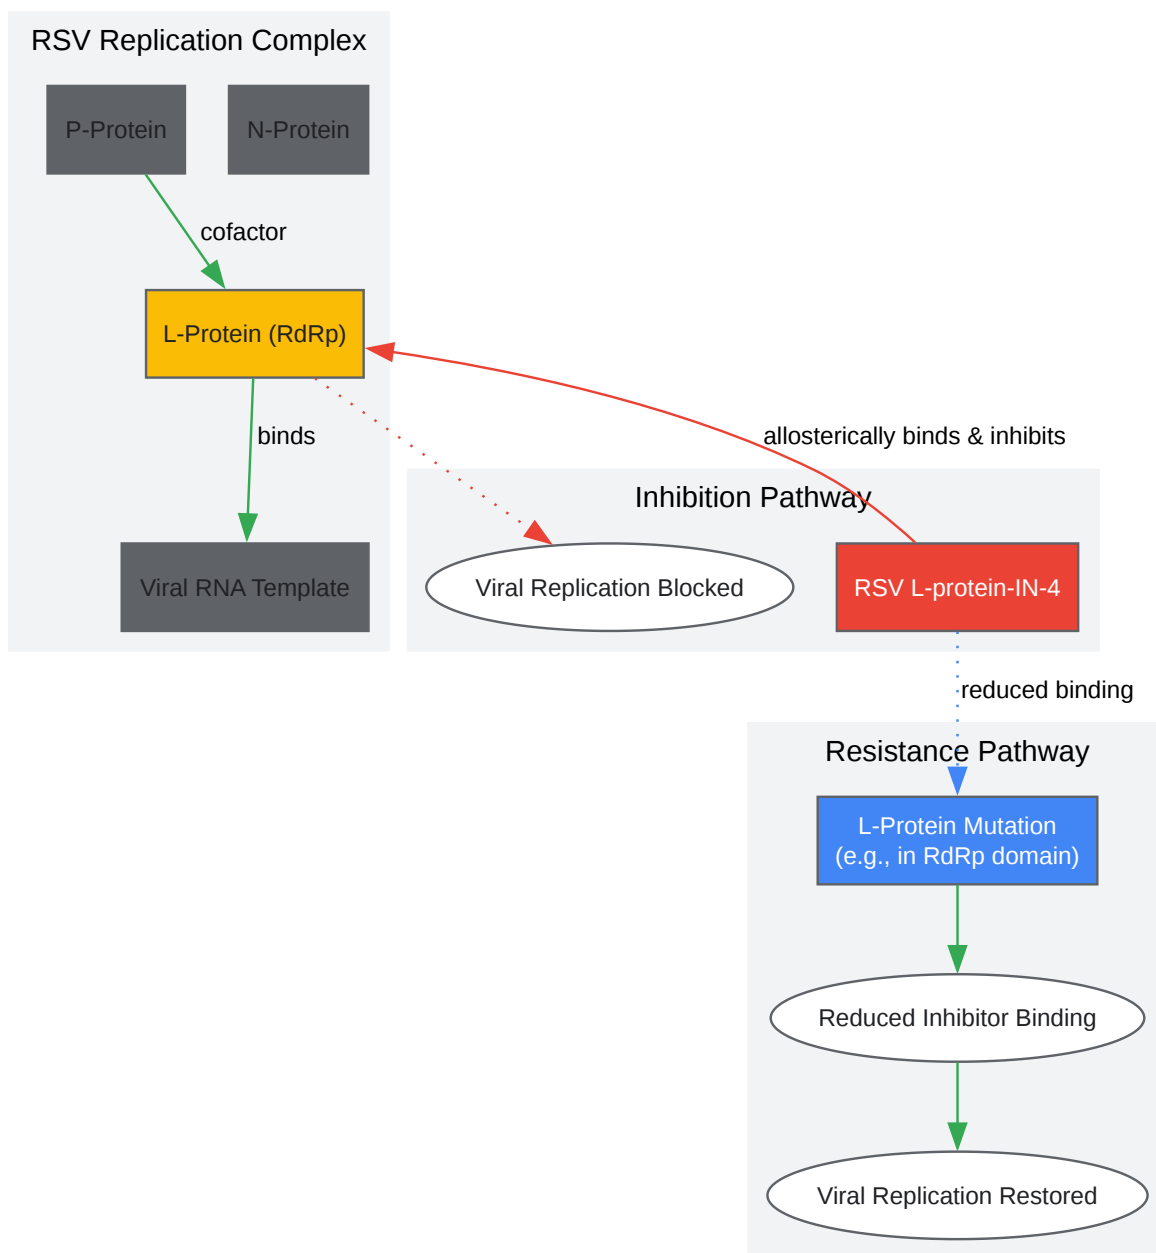 RSV Replication Complex
P-Protein
N-Protein
cofactor
L-Protein (RdRp)
binds
allosterically binds & inhibits
Inhibition Pathway
Viral RNA Template
Viral Replication Blocked
RSV L-protein-IN-4
reduced binding
Resistance Pathway
L-Protein Mutation
(e.g., in RdRp domain)
Reduced Inhibitor Binding
Viral Replication Restored